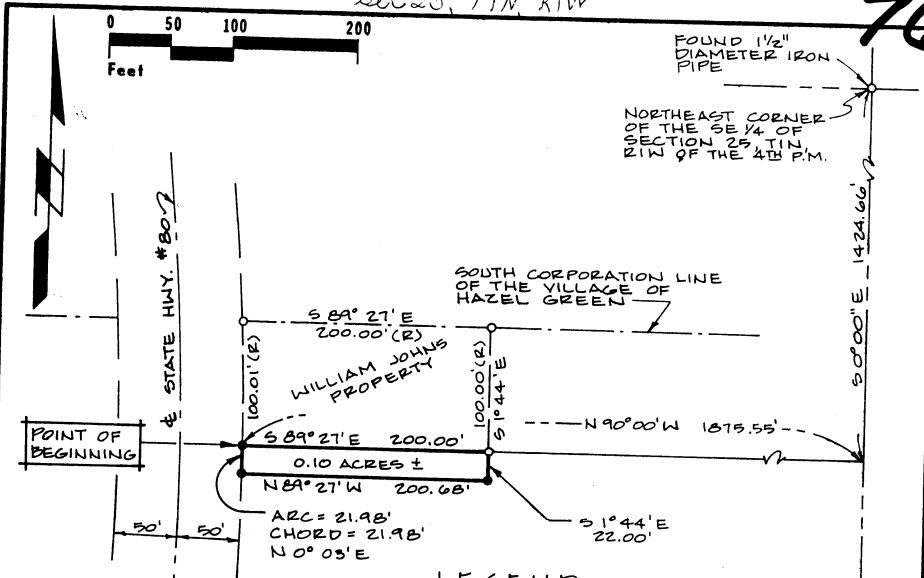 0 50 100 200
Feet
FOUND 1½"
DIAMETER IRON
PIPE
NORTHEAST CORNER
OF THE SE ¼ OF
SECTION 25, T1N,
R1W OF THE 4TH P.M.
S 0°00" E 1424.66'
℄ STATE HWY. #80
SOUTH CORPORATION LINE
OF THE VILLAGE OF
HAZEL GREEN
S 89° 27' E
200.00' (R)
100.01' (R)
WILLIAM JOHNS
PROPERTY
100.00' (R)
S 1°44' E
N 90°00' W 1875.55'
POINT OF
BEGINNING
S 89° 27' E 200.00'
0.10 ACRES ±
N 89° 27' W 200.68'
ARC = 21.98'
CHORD = 21.98'
N 0° 03' E
S 1° 44' E
22.00'
50' 50'